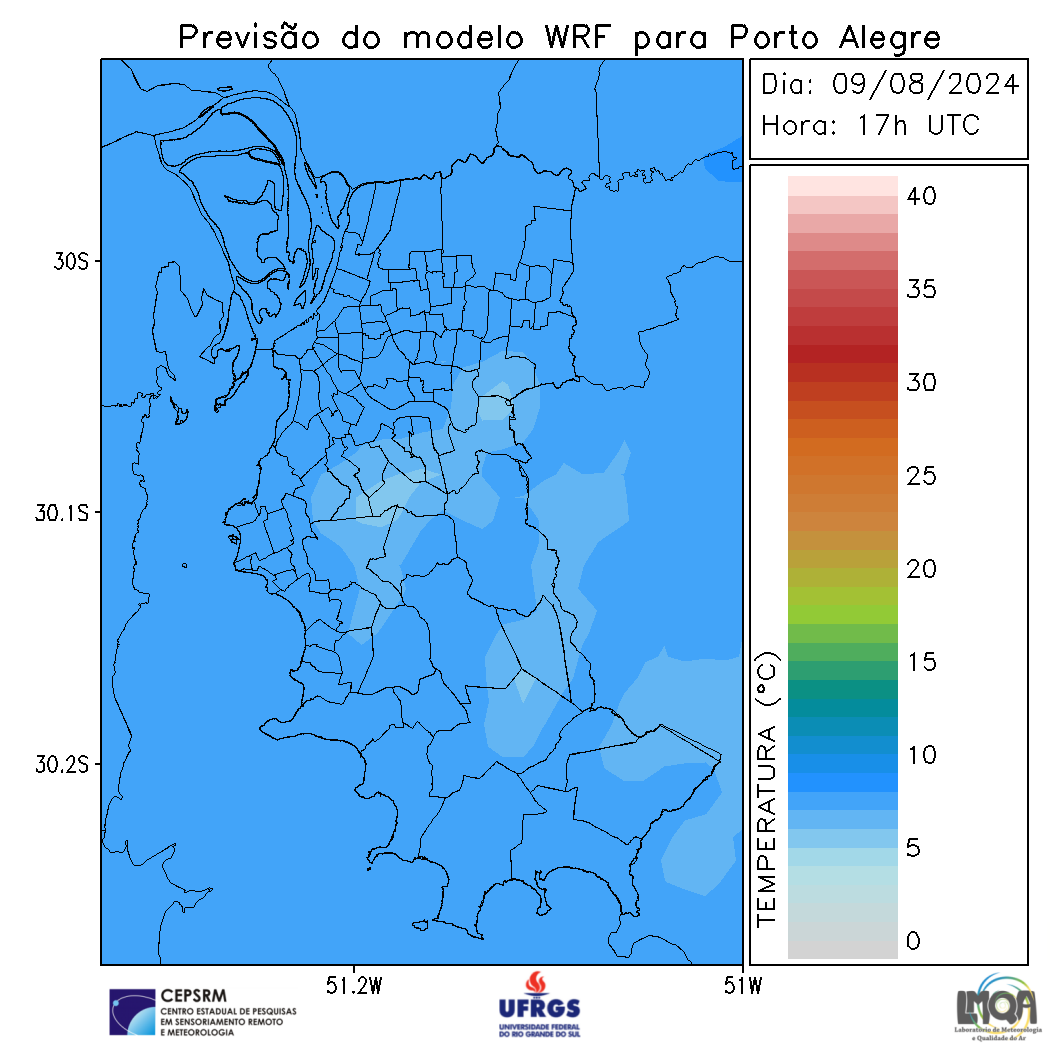 Previsão do modelo WRF para Porto Alegre
Dia: 09/08/2024
Hora: 17h UTC
30S
30.1S
30.2S
51.2W
51W
TEMPERATURA (°C)
40
35
30
25
20
15
10
5
0
CEPSRM
CENTRO ESTADUAL DE PESQUISAS
EM SENSORIAMENTO REMOTO
E METEOROLOGIA
UFRGS
UNIVERSIDADE FEDERAL
DO RIO GRANDE DO SUL
LMQA
Laboratório de Meteorologia
e Qualidade do Ar